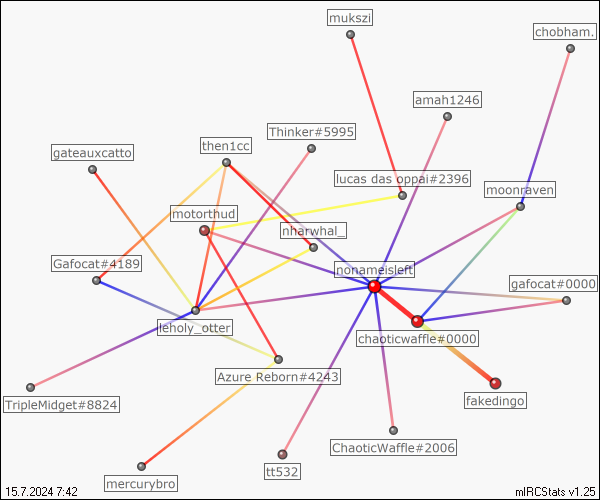 mukszi
chobham.
amah1246
Thinker#5995
then1cc
gateauxcatto
lucas das oppai#2396
moonraven
motorthud
nharwhal_
Gafocat#4189
nonameisleft
gafocat#0000
leholy_otter
chaoticwaffle#0000
Azure Reborn#4243
fakedingo
TripleMidget#8824
ChaoticWaffle#2006
tt532
mercurybro
15.7.2024 7:42
mIRCStats v1.25